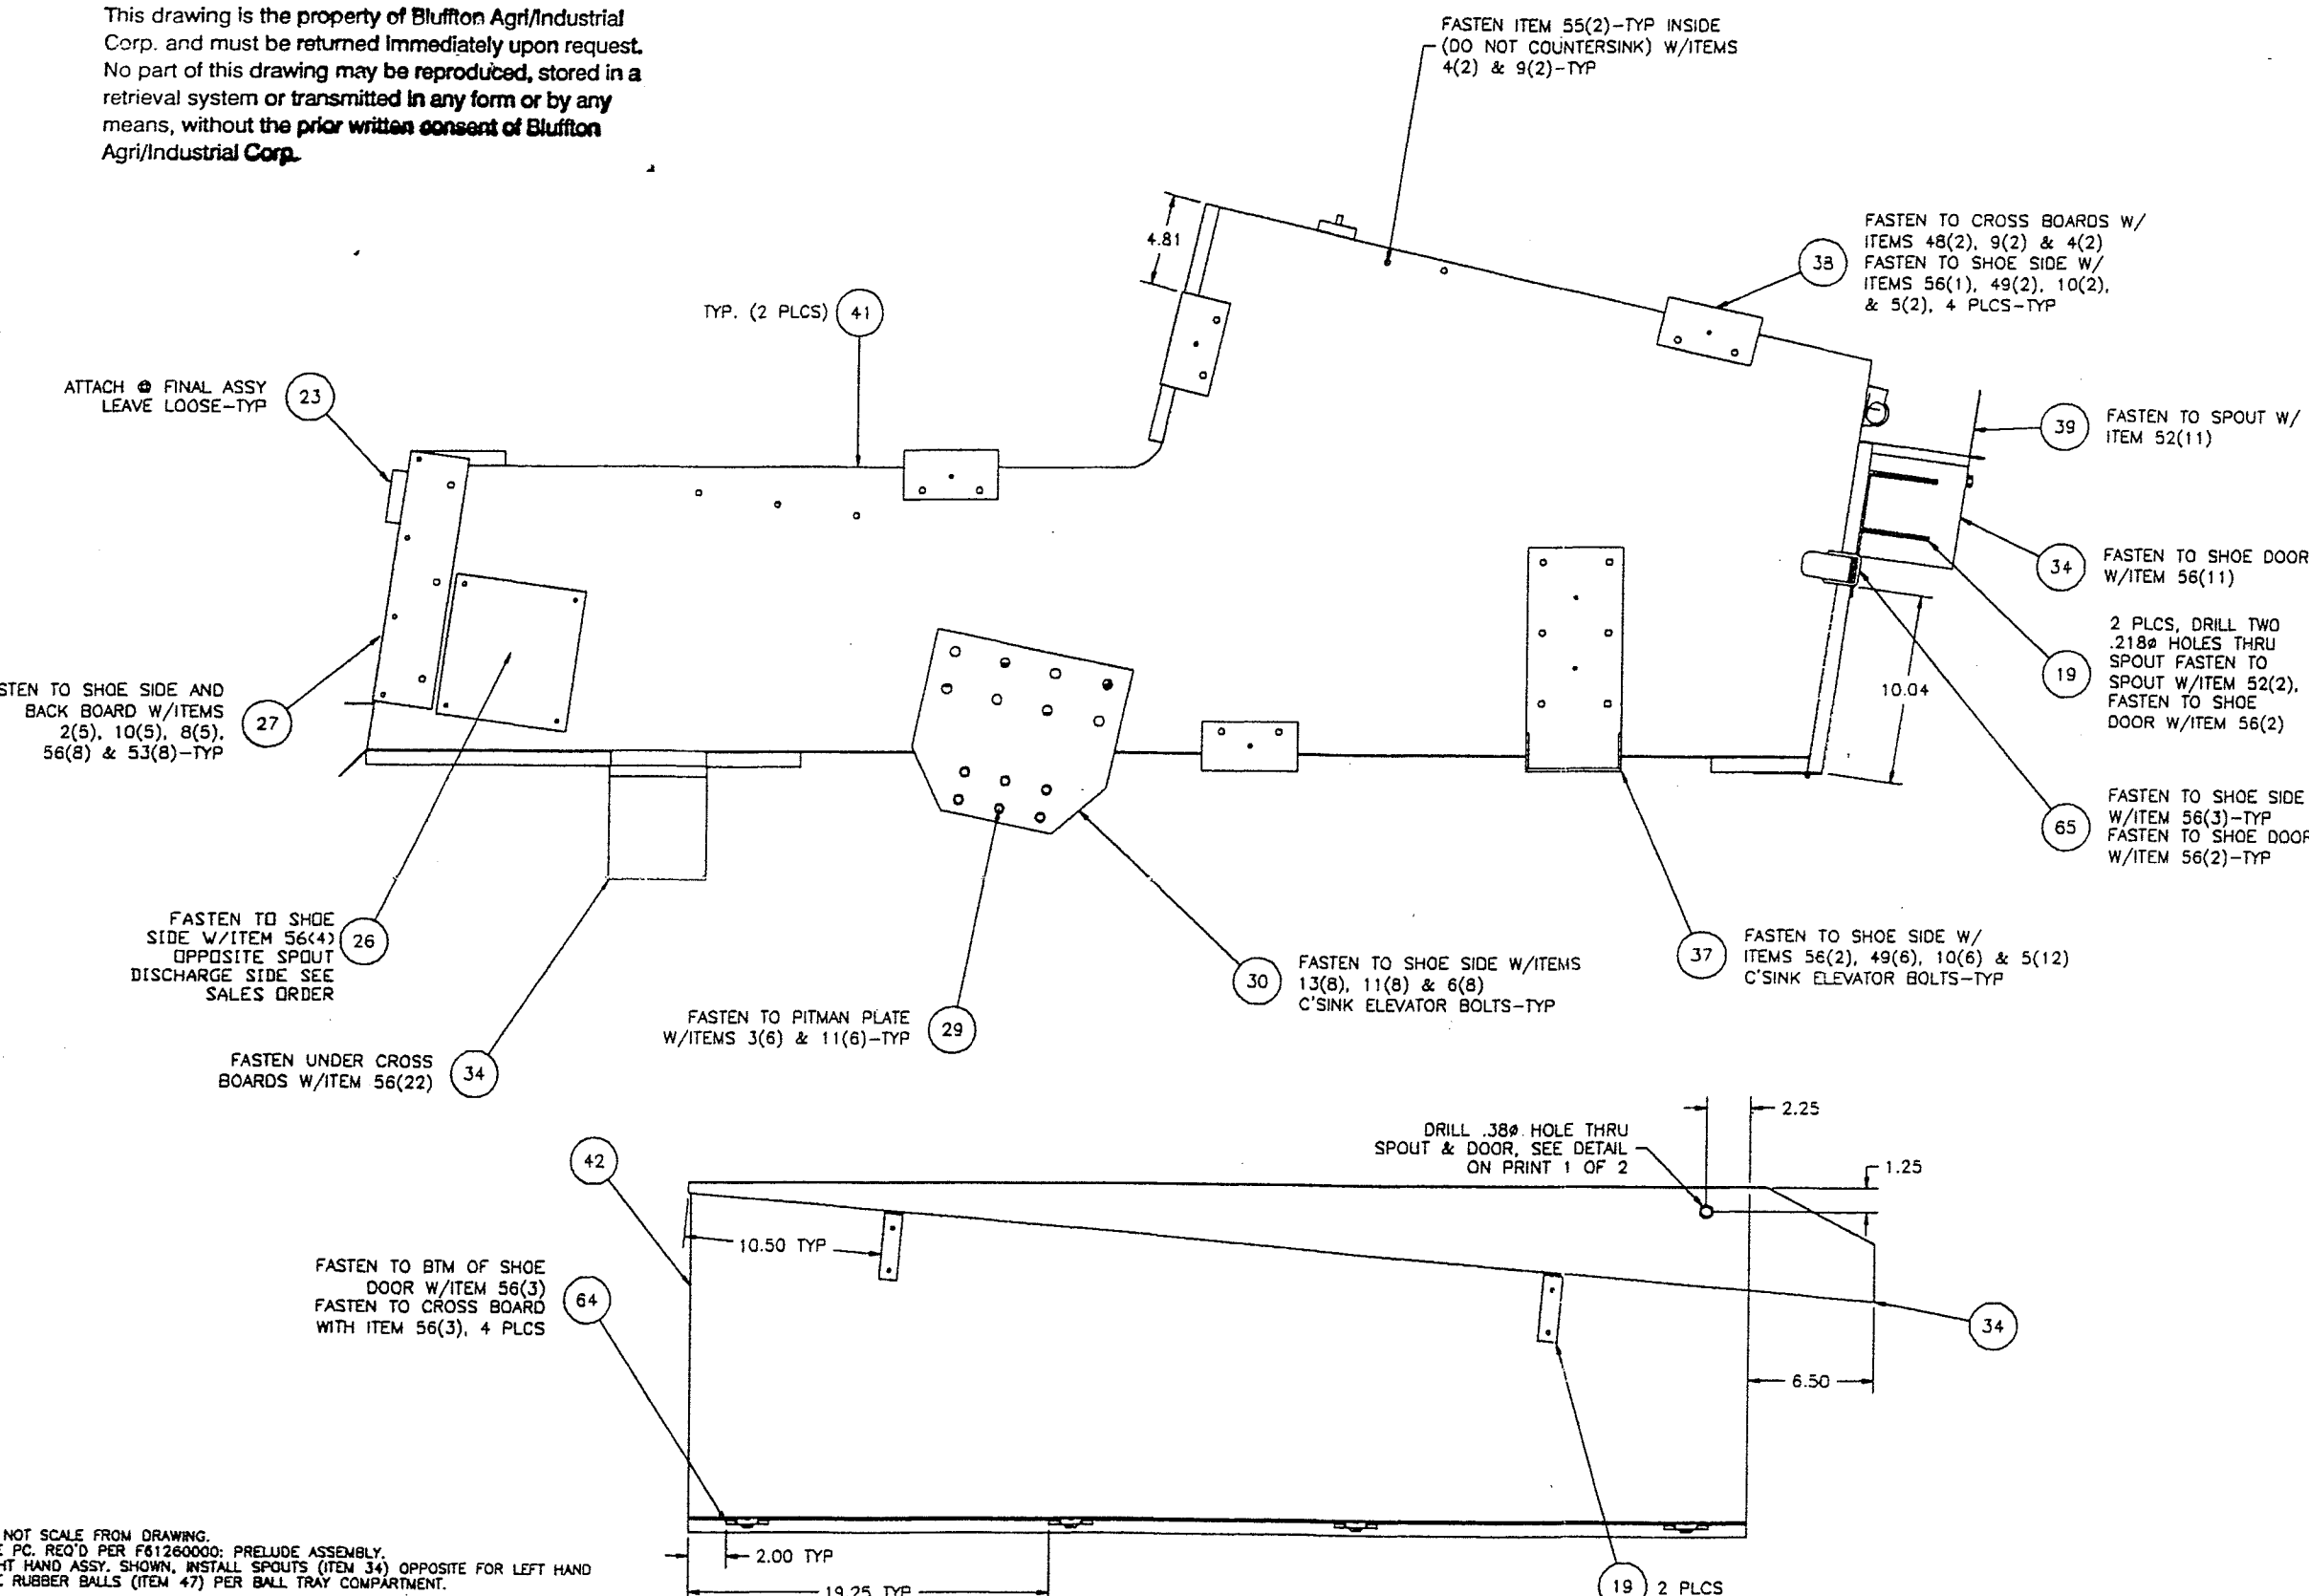 This drawing is the property of Bluffton Agri/Industrial
Corp. and must be returned immediately upon request.
No part of this drawing may be reproduced, stored in a
retrieval system or transmitted in any form or by any
means, without the prior written consent of Bluffton
Agri/Industrial Corp.
FASTEN ITEM 55(2)-TYP INSIDE
(DO NOT COUNTERSINK) W/ITEMS
4(2) & 9(2)-TYP
4.81
38
FASTEN TO CROSS BOARDS W/
ITEMS 48(2), 9(2) & 4(2)
FASTEN TO SHOE SIDE W/
ITEMS 56(1), 49(2), 10(2),
& 5(2), 4 PLCS-TYP
TYP. (2 PLCS)
41
ATTACH @ FINAL ASSY
LEAVE LOOSE-TYP
23
39
FASTEN TO SPOUT W/
ITEM 52(11)
34
FASTEN TO SHOE DOOR
W/ITEM 56(11)
19
2 PLCS, DRILL TWO
.218ø HOLES THRU
SPOUT FASTEN TO
SPOUT W/ITEM 52(2),
FASTEN TO SHOE
DOOR W/ITEM 56(2)
10.04
STEN TO SHOE SIDE AND
BACK BOARD W/ITEMS
2(5), 10(5), 8(5),
56(8) & 53(8)-TYP
27
65
FASTEN TO SHOE SIDE
W/ITEM 56(3)-TYP
FASTEN TO SHOE DOOR
W/ITEM 56(2)-TYP
FASTEN TO SHOE
SIDE W/ITEM 56(4)
OPPOSITE SPOUT
DISCHARGE SIDE SEE
SALES ORDER
26
37
FASTEN TO SHOE SIDE W/
ITEMS 56(2), 49(6), 10(6) & 5(12)
C'SINK ELEVATOR BOLTS-TYP
30
FASTEN TO SHOE SIDE W/ITEMS
13(8), 11(8) & 6(8)
C'SINK ELEVATOR BOLTS-TYP
FASTEN TO PITMAN PLATE
W/ITEMS 3(6) & 11(6)-TYP
29
FASTEN UNDER CROSS
BOARDS W/ITEM 56(22)
34
2.25
DRILL .38ø HOLE THRU
SPOUT & DOOR, SEE DETAIL
ON PRINT 1 OF 2
1.25
42
10.50 TYP
FASTEN TO BTM OF SHOE
DOOR W/ITEM 56(3)
FASTEN TO CROSS BOARD
WITH ITEM 56(3), 4 PLCS
64
34
6.50
NOT SCALE FROM DRAWING.
E PC. REQ'D PER F61260000: PRELUDE ASSEMBLY.
HT HAND ASSY. SHOWN, INSTALL SPOUTS (ITEM 34) OPPOSITE FOR LEFT HAND
E RUBBER BALLS (ITEM 47) PER BALL TRAY COMPARTMENT.
2.00 TYP
19.25 TYP
19
2 PLCS